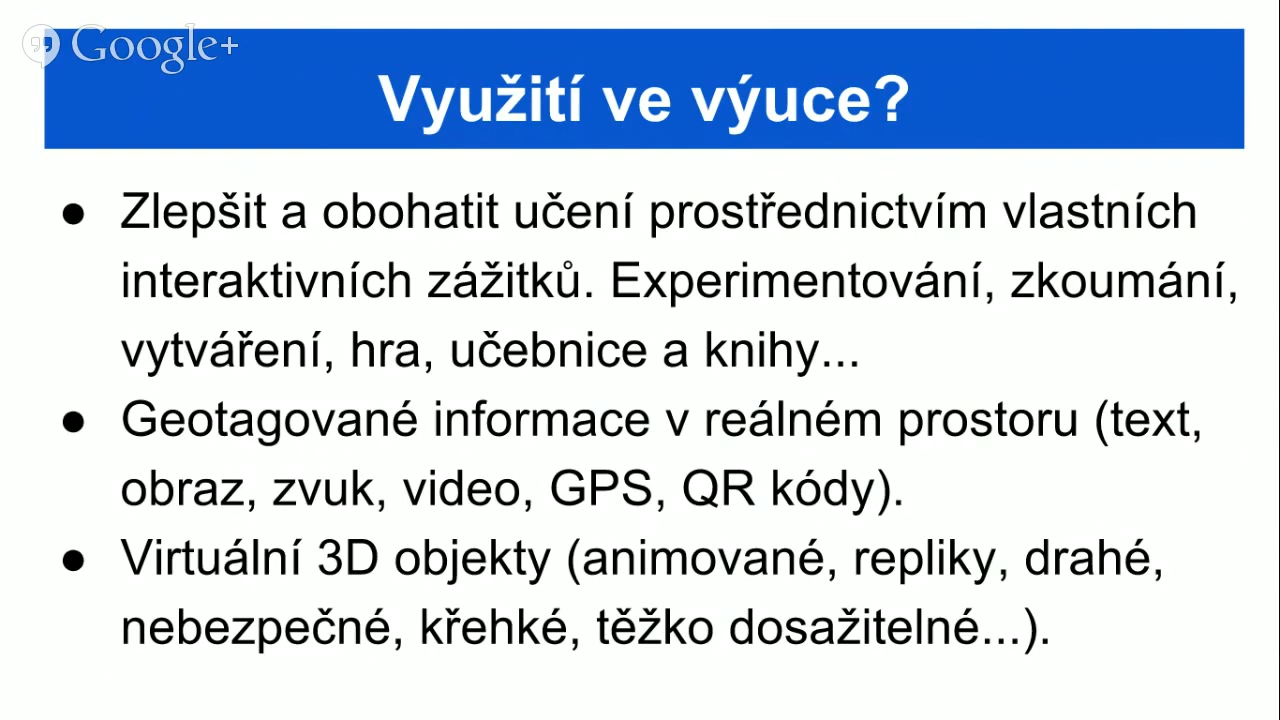 Google+
Využití ve výuce?
● Zlepšit a obohatit učení prostřednictvím vlastních
interaktivních zážitků. Experimentování, zkoumání,
vytváření, hra, učebnice a knihy...
● Geotagované informace v reálném prostoru (text,
obraz, zvuk, video, GPS, QR kódy).
● Virtuální 3D objekty (animované, repliky, drahé,
nebezpečné, křehké, těžko dosažitelné...).